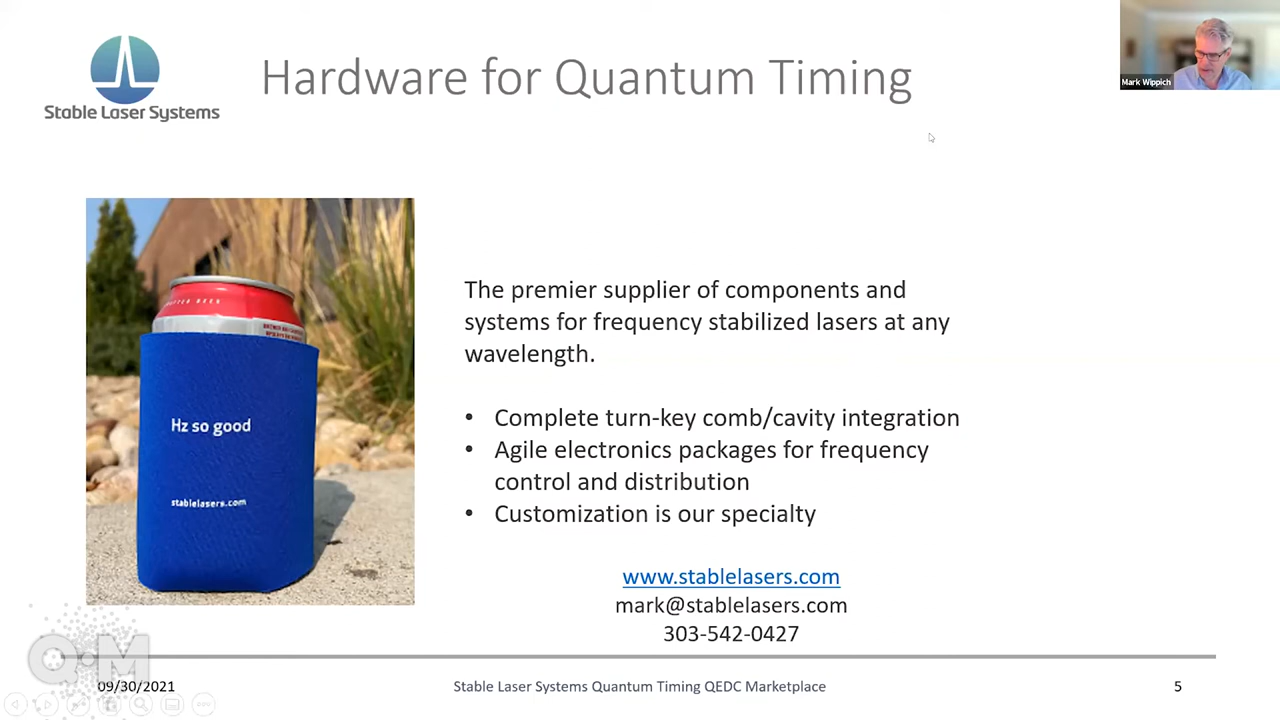 Hardware for Quantum Timing
Stable Laser Systems
Mark Wippich
Hz so good
stablelasers.com
The premier supplier of components and
systems for frequency stabilized lasers at any
wavelength.
• Complete turn-key comb/cavity integration
• Agile electronics packages for frequency
control and distribution
• Customization is our specialty
www.stablelasers.com
mark@stablelasers.com
303-542-0427
Q·M
09/30/2021
Stable Laser Systems Quantum Timing QEDC Marketplace
5